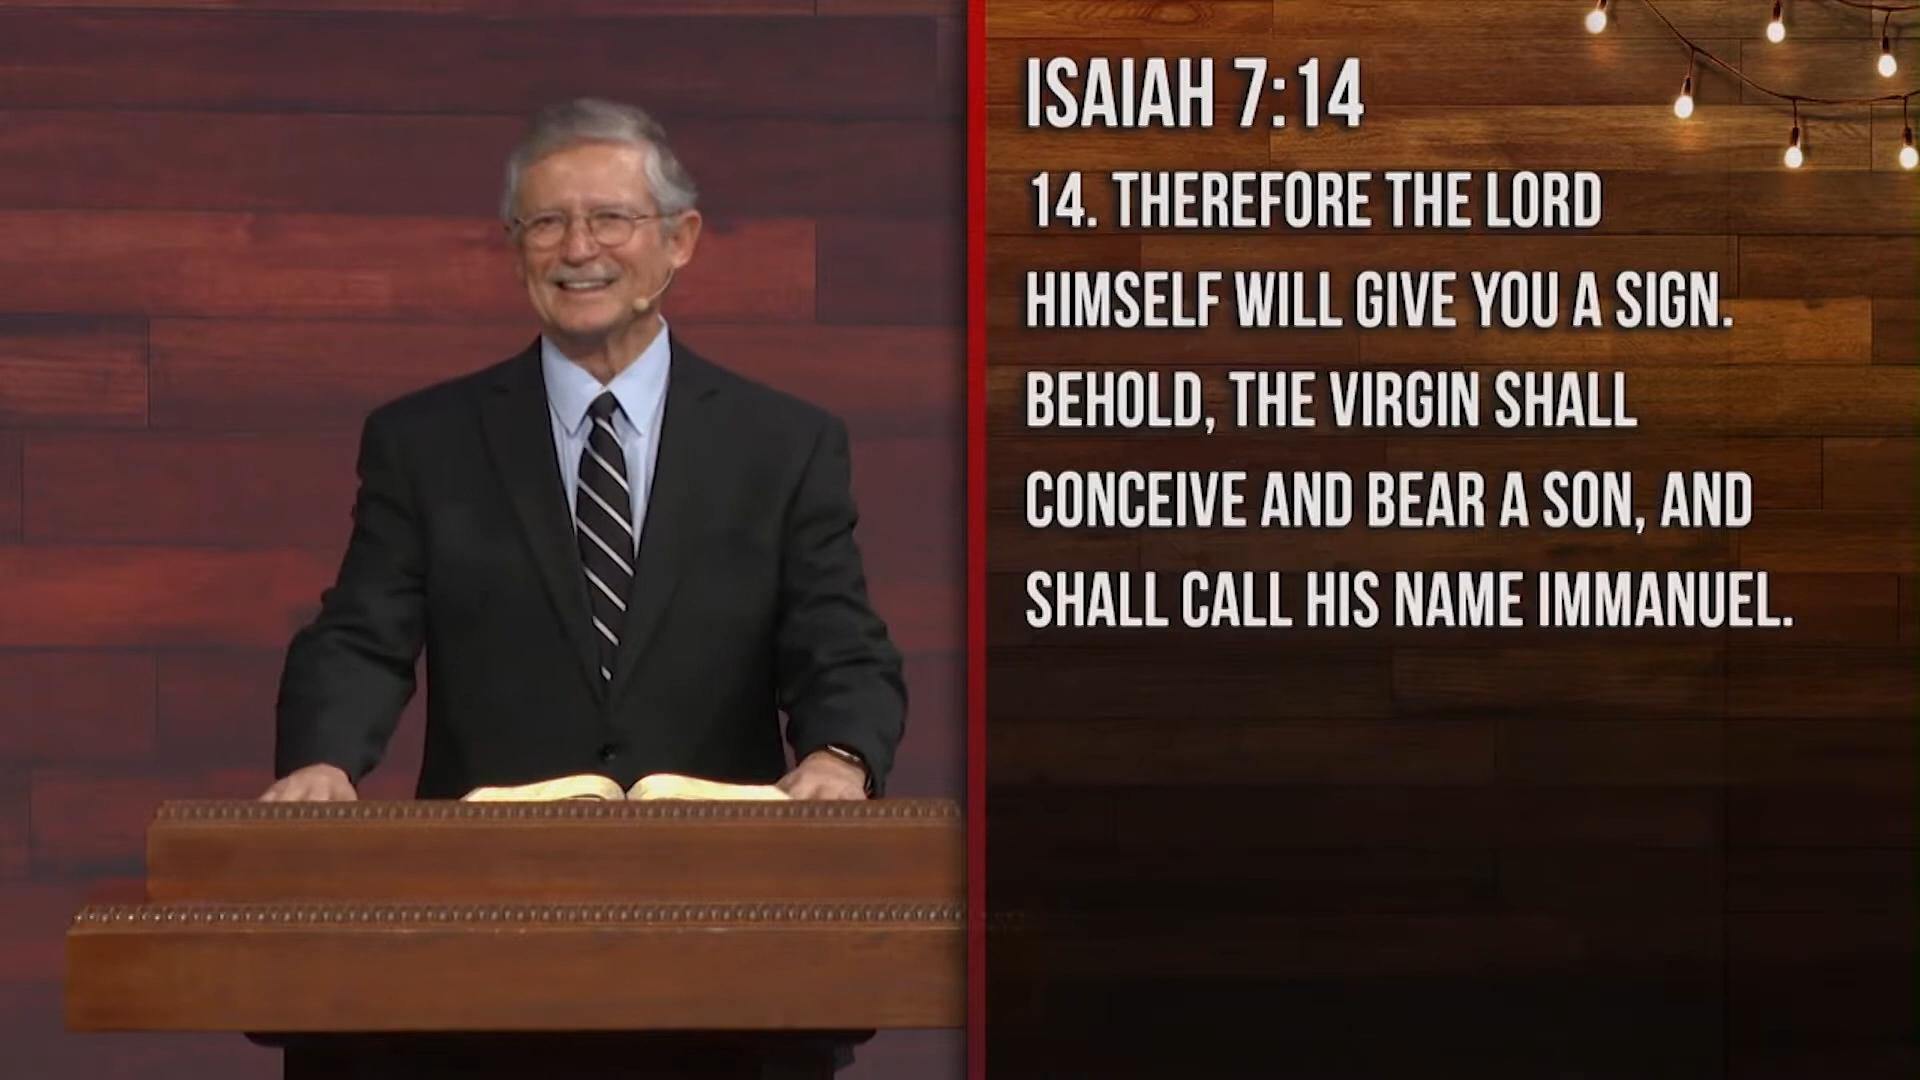 ISAIAH 7:14
14. THEREFORE THE LORD
HIMSELF WILL GIVE YOU A SIGN.
BEHOLD, THE VIRGIN SHALL
CONCEIVE AND BEAR A SON, AND
SHALL CALL HIS NAME IMMANUEL.